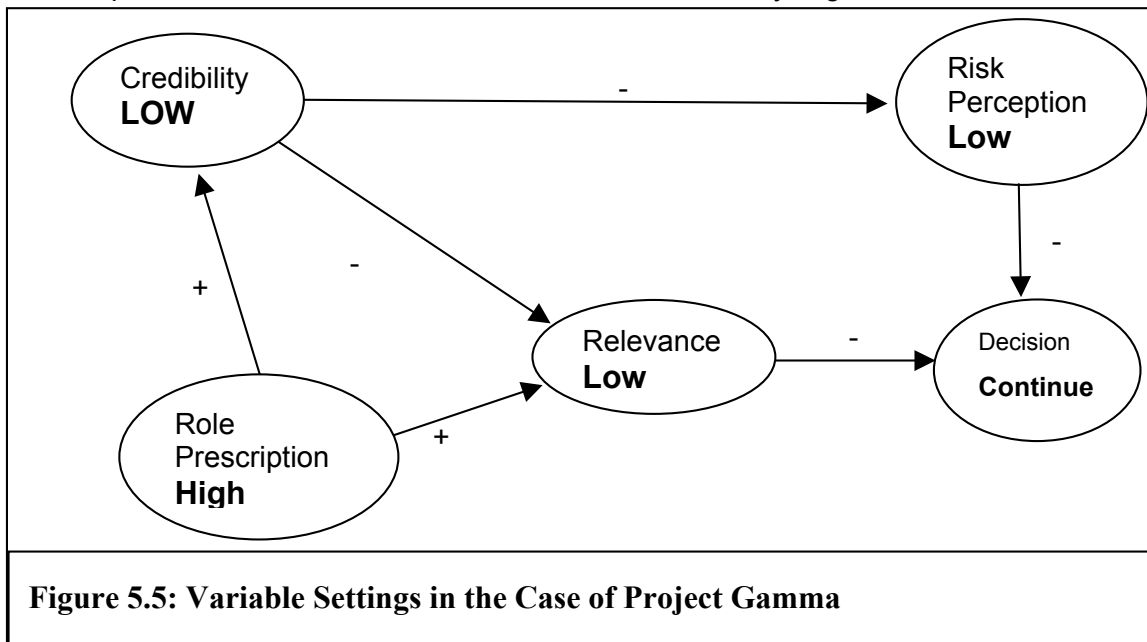 Credibility
LOW
-
Risk
Perception
Low
-
-
+
Relevance
Low
-
Decision
Continue
Role
Prescription
High
+
Figure 5.5: Variable Settings in the Case of Project Gamma